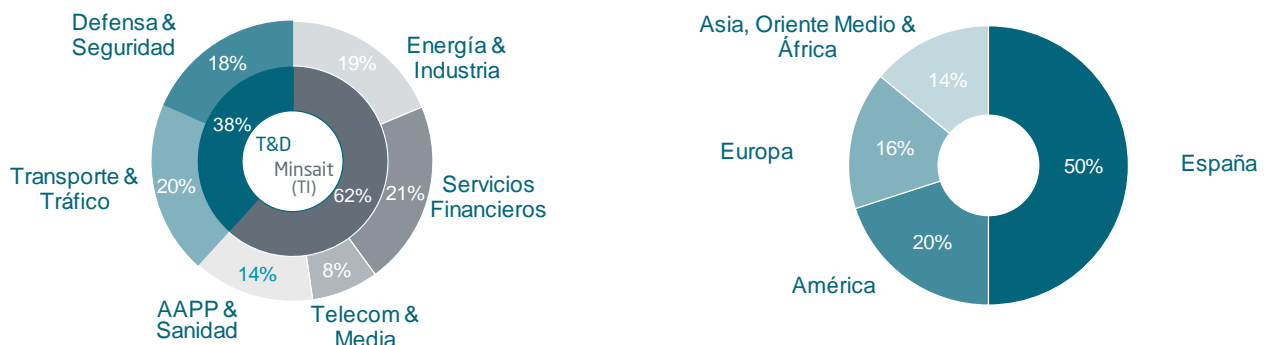 Defensa &
Seguridad
18%
19%
Energía &
Industria
38%
T&D
Minsait
(TI)
62%
Transporte &
Tráfico
20%
21%
Servicios
Financieros
14%
8%
AAPP &
Sanidad
Telecom &
Media
Asia, Oriente Medio &
África
14%
Europa
16%
50%
España
20%
América